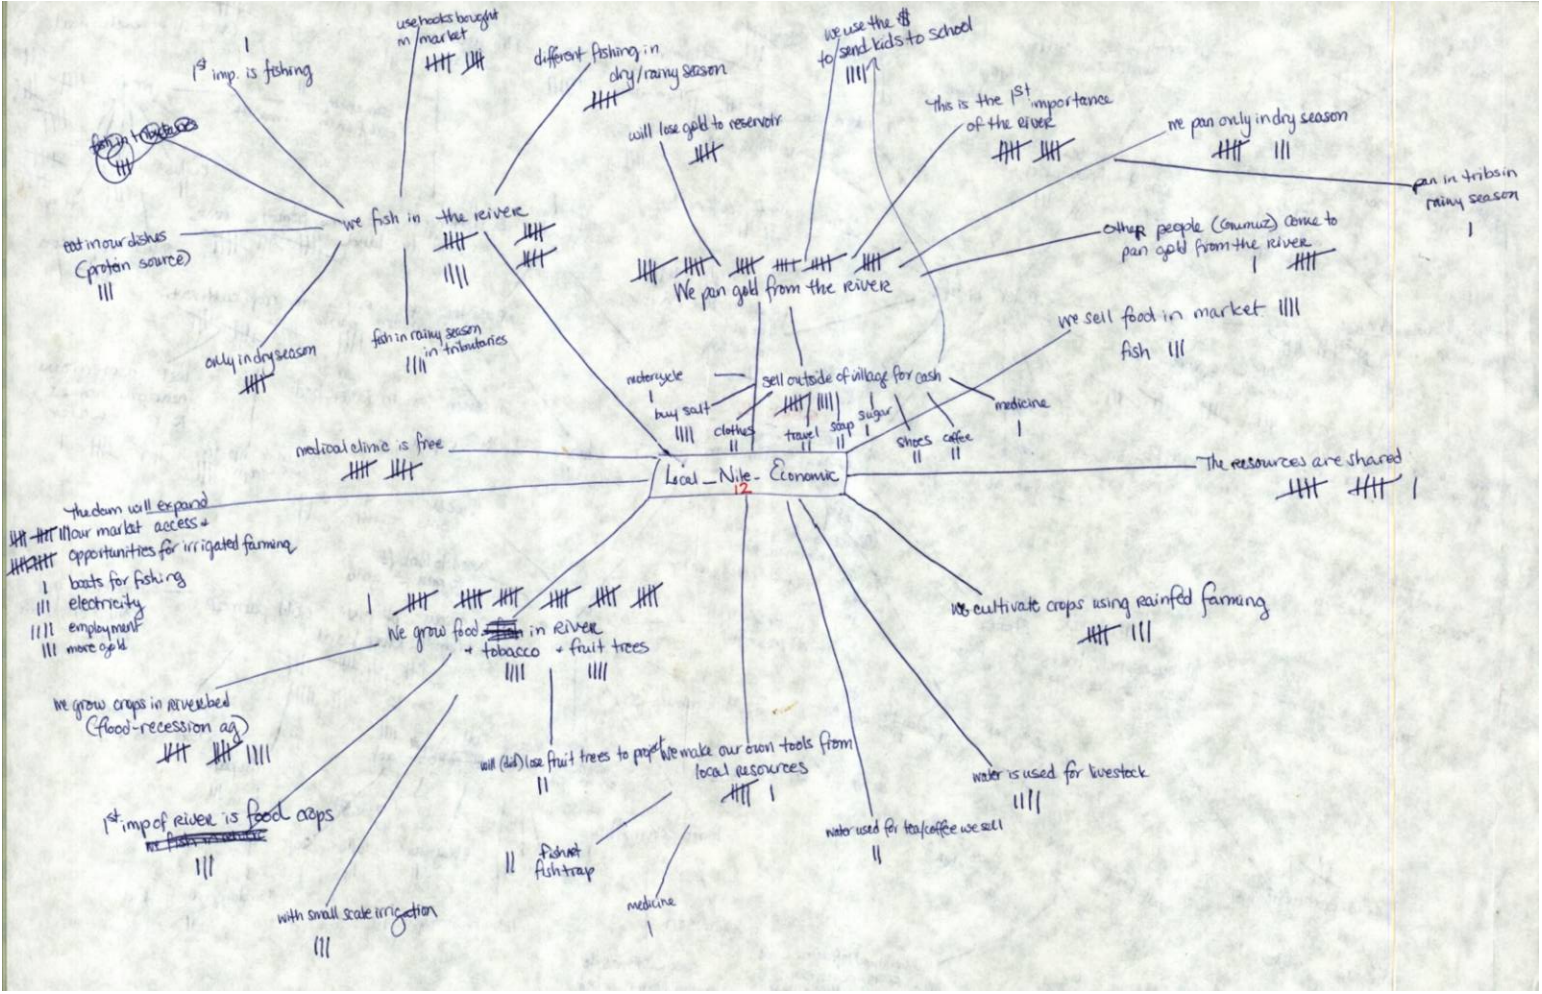 use hooks bought
in market
1st imp. is fishing
different fishing in
dry/rainy season
fish in tributaries
we fish in the reivere
eat in our dishes
(protein source)
only in dry season
fish in rainy season
in tributaries
we use the $
to send kids to school
will lose gold to reservoir
This is the 1st importance
of the river
we pan only in dry season
pan in tribs in
rainy season
other people (Gumuz) come to
pan gold from the river
We pan gold from the river
we sell food in market
fish
motorcycle
sell outside of village for cash
buy salt
clothes
travel
soap
sugar
shoes
coffee
medicine
medical clinic is free
Local - Nile - Economic
12
The resources are shared
the dam will expand
our market access +
opportunities for irrigated farming
boats for fishing
electricity
employment
more gold
We grow food in river
+ tobacco + fruit trees
we cultivate crops using rainfed farming
we grow crops in riverbed
(flood-recession ag)
will (did) lose fruit trees to project
we make our own tools from
local resources
water is used for livestock
1st imp of river is food crops
water used for tea/coffee we sell
fishnet
fishtrap
medicine
with small scale irrigation